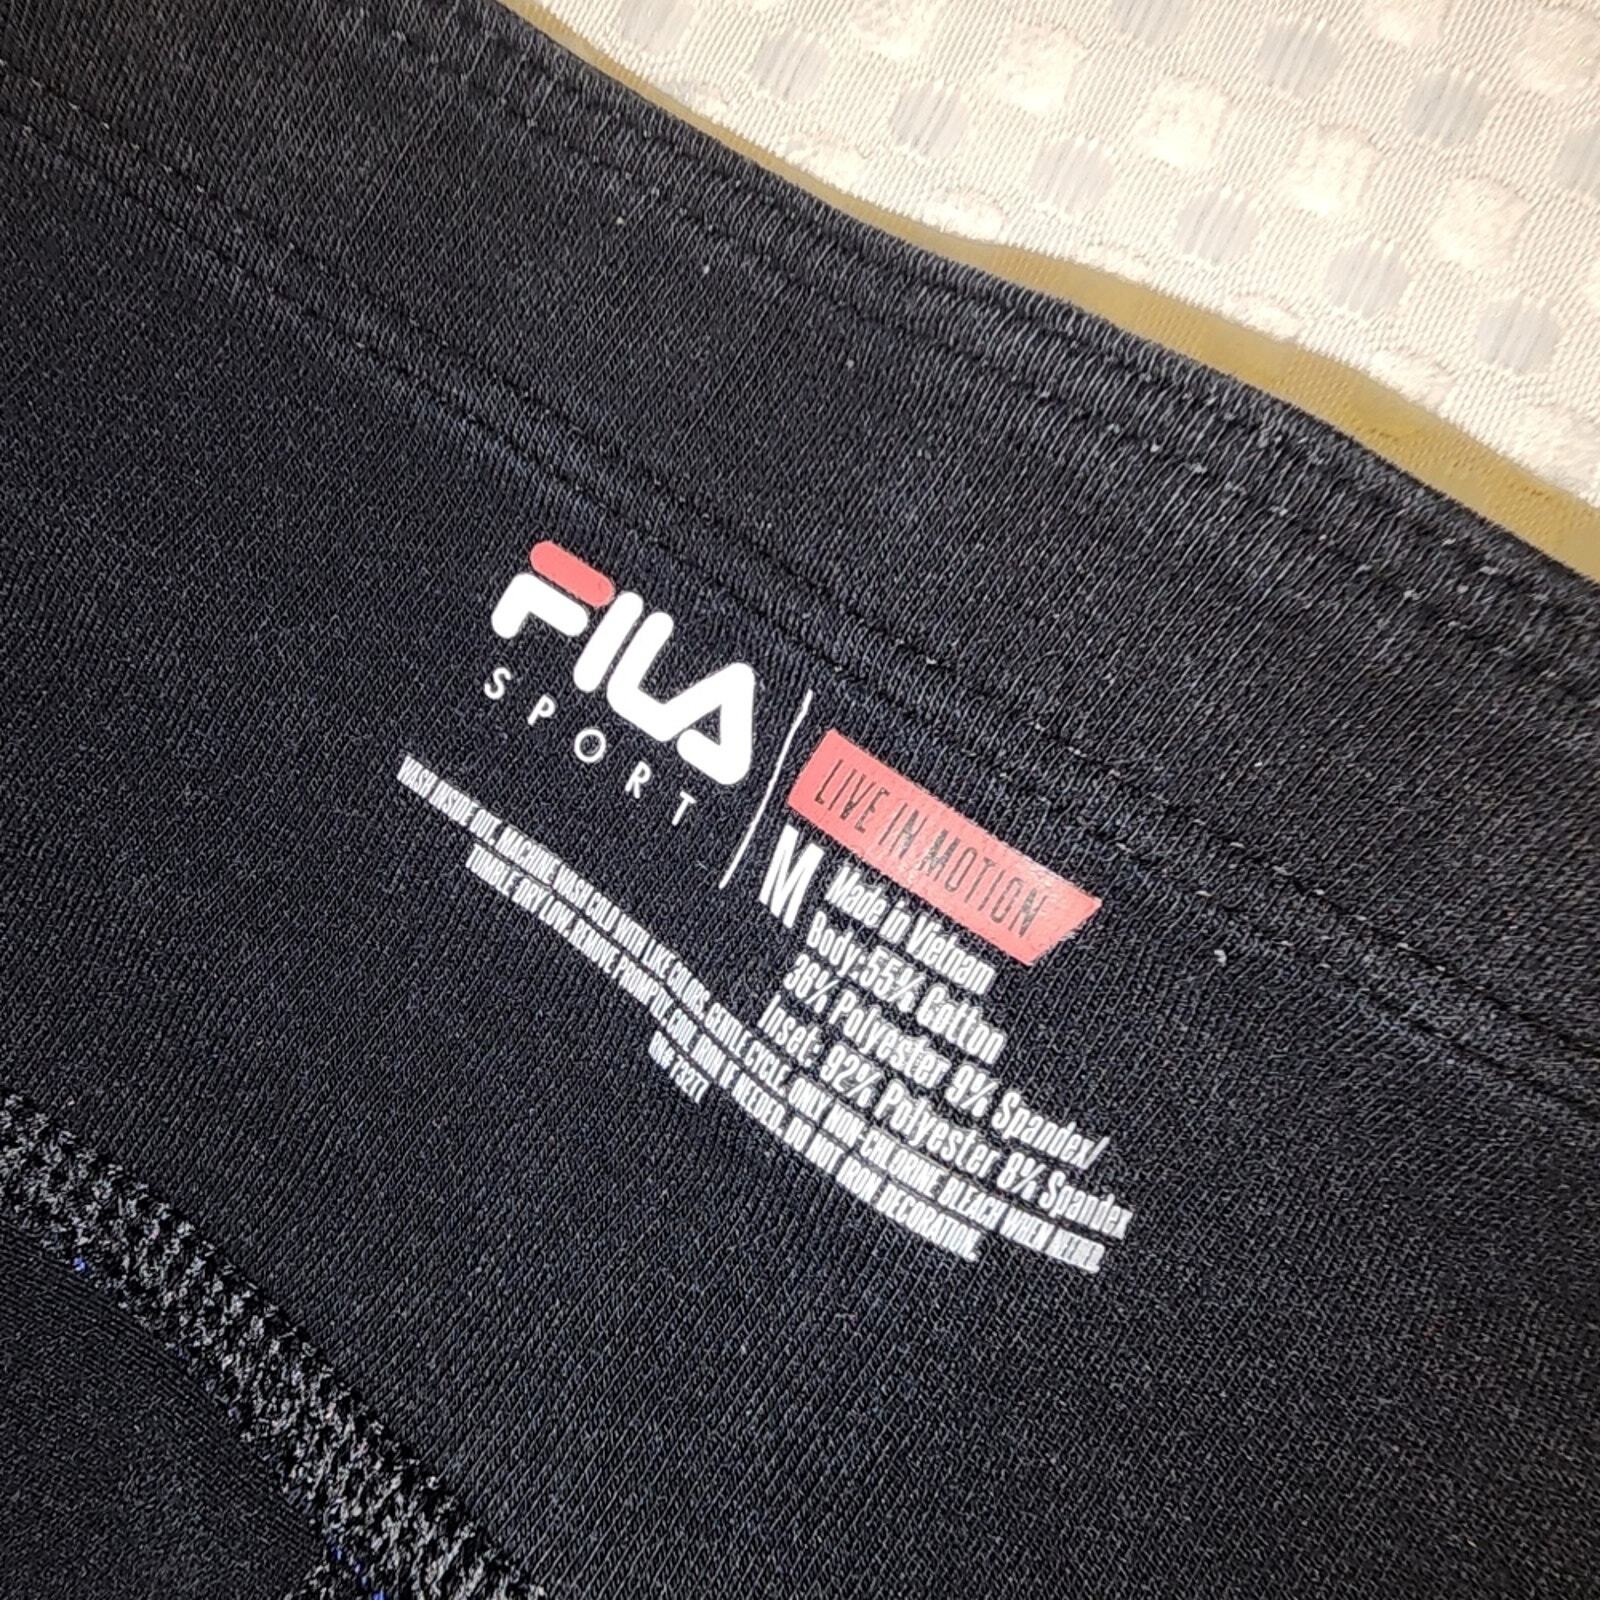 FILA
SPORT
LIVE IN MOTION
M
Made in Vietnam
Body: 55% Cotton
36% Polyester 9% Spandex/
Inset: 92% Polyester 8% Spandex
WASH INSIDE OUT. MACHINE WASH COLD WITH LIKE COLORS, GENTLE CYCLE. ONLY NON-CHLORINE BLEACH WHEN NEEDED.
TUMBLE DRY LOW. REMOVE PROMPTLY. COOL IRON IF NEEDED. DO NOT IRON DECORATION.